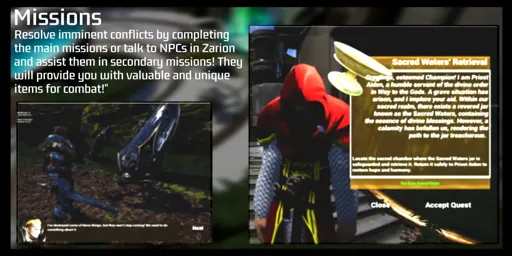 Missions
Resolve imminent conflicts by completing
the main missions or talk to NPCs in Zarion
and assist them in secondary missions! They
will provide you with valuable and unique
items for combat!"
Sacred Waters' Retrieval
Greetings, esteemed Champion! I am Priest
Aiden, a humble servant of the divine order
in Way to the Gods. A grave situation has
arisen, and I implore your aid. Within our
sacred realm, there exists a revered jar
known as the Sacred Waters, containing
the essence of divine blessings. However, a
calamity has befallen us, rendering the
path to the jar treacherous.
Locate the sacred chamber where the Sacred Waters jar is
safeguarded and retrieve it. Return it safely to Priest Aiden to
restore hope and harmony.
Close
Accept Quest
I've destroyed some of these things, but they won't stop coming! We need to do
something about it.
Next